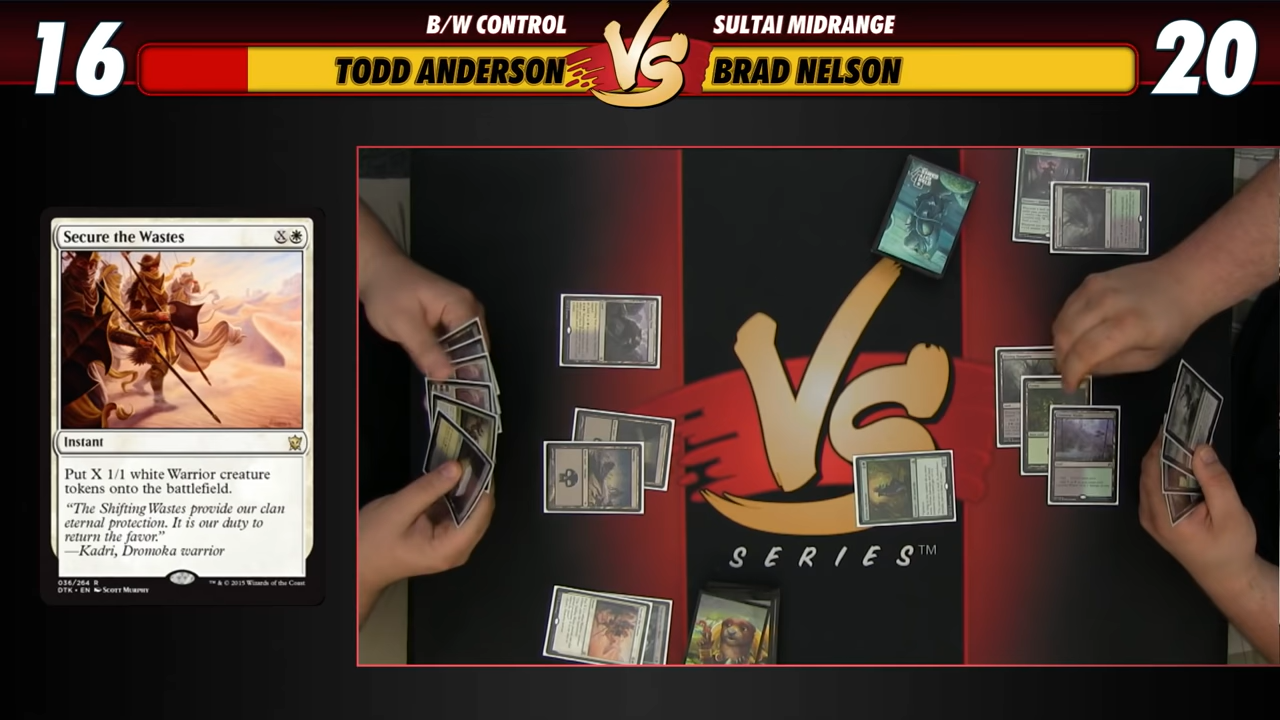 16
B/W CONTROL
SULTAI MIDRANGE
20
TODD ANDERSON
VS
BRAD NELSON
Secure the Wastes X
Instant
Put X 1/1 white Warrior creature
tokens onto the battlefield.
"The Shifting Wastes provide our clan
eternal protection. It is our duty to
return the favor."
—Kadri, Dromoka warrior
036/264 R
DTK • EN SCOTT MURPHY
™ & © 2015 Wizards of the Coast
VS
SERIES™